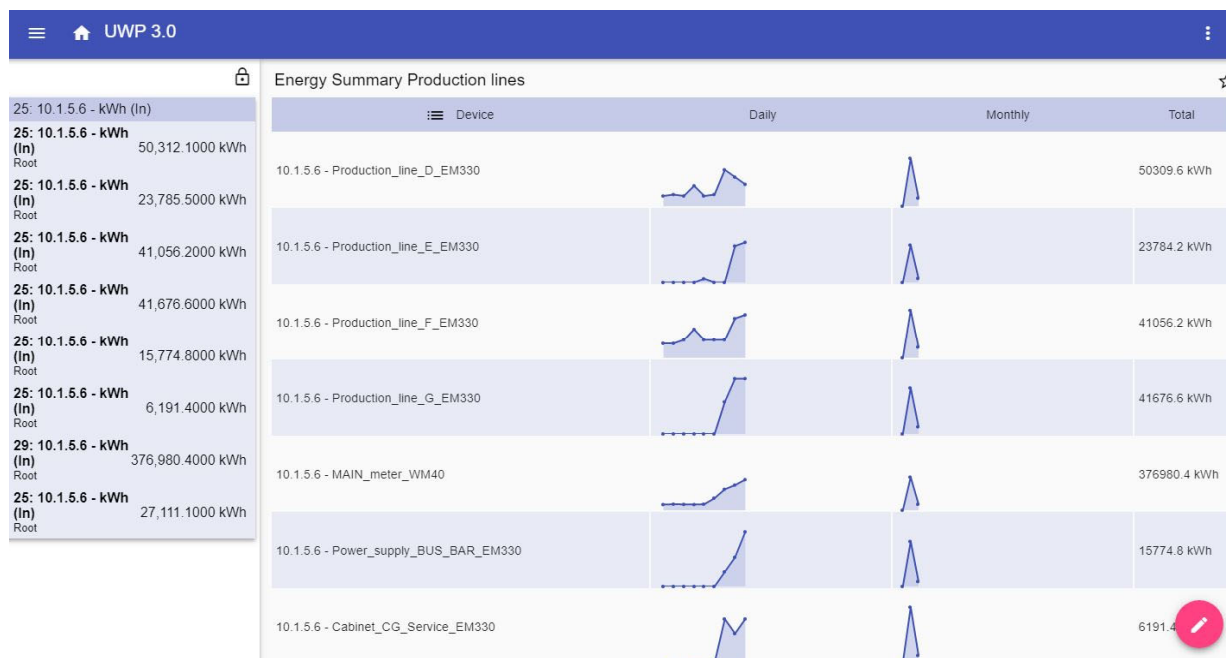 UWP 3.0
25: 10.1.5.6 - kWh (In)
25: 10.1.5.6 - kWh
(In)
50,312.1000 kWh
Root
25: 10.1.5.6 - kWh
(In)
23,785.5000 kWh
Root
25: 10.1.5.6 - kWh
(In)
41,056.2000 kWh
Root
25: 10.1.5.6 - kWh
(In)
41,676.6000 kWh
Root
25: 10.1.5.6 - kWh
(In)
15,774.8000 kWh
Root
25: 10.1.5.6 - kWh
(In)
6,191.4000 kWh
Root
29: 10.1.5.6 - kWh
(In)
376,980.4000 kWh
Root
25: 10.1.5.6 - kWh
(In)
27,111.1000 kWh
Root
Energy Summary Production lines
Device Daily Monthly Total
10.1.5.6 - Production_line_D_EM330 50309.6 kWh
10.1.5.6 - Production_line_E_EM330 23784.2 kWh
10.1.5.6 - Production_line_F_EM330 41056.2 kWh
10.1.5.6 - Production_line_G_EM330 41676.6 kWh
10.1.5.6 - MAIN_meter_WM40 376980.4 kWh
10.1.5.6 - Power_supply_BUS_BAR_EM330 15774.8 kWh
10.1.5.6 - Cabinet_CG_Service_EM330 6191.4